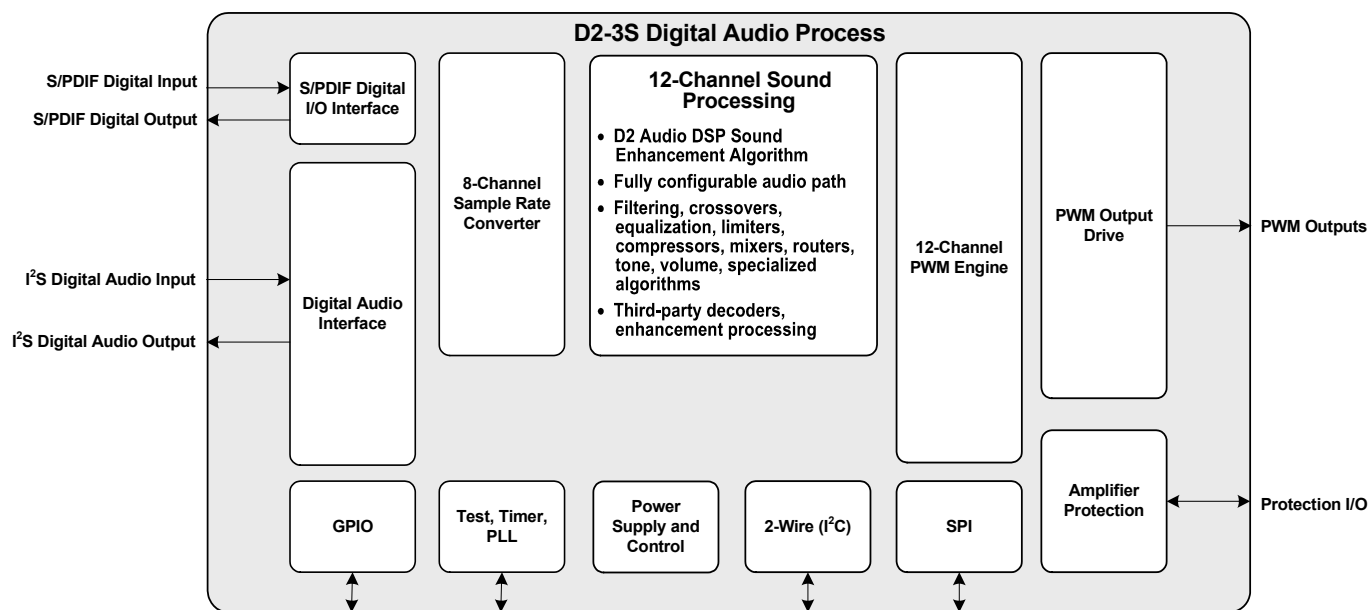 D2-3S Digital Audio Process
S/PDIF Digital Input
S/PDIF Digital Output
S/PDIF Digital
I/O Interface
I²S Digital Audio Input
I²S Digital Audio Output
Digital Audio
Interface
8-Channel
Sample Rate
Converter
12-Channel Sound
Processing
• D2 Audio DSP Sound
Enhancement Algorithm
• Fully configurable audio path
• Filtering, crossovers,
equalization, limiters,
compressors, mixers, routers,
tone, volume, specialized
algorithms
• Third-party decoders,
enhancement processing
12-Channel
PWM Engine
PWM Output
Drive
PWM Outputs
Amplifier
Protection
Protection I/O
GPIO
Test, Timer,
PLL
Power
Supply and
Control
2-Wire (I²C)
SPI